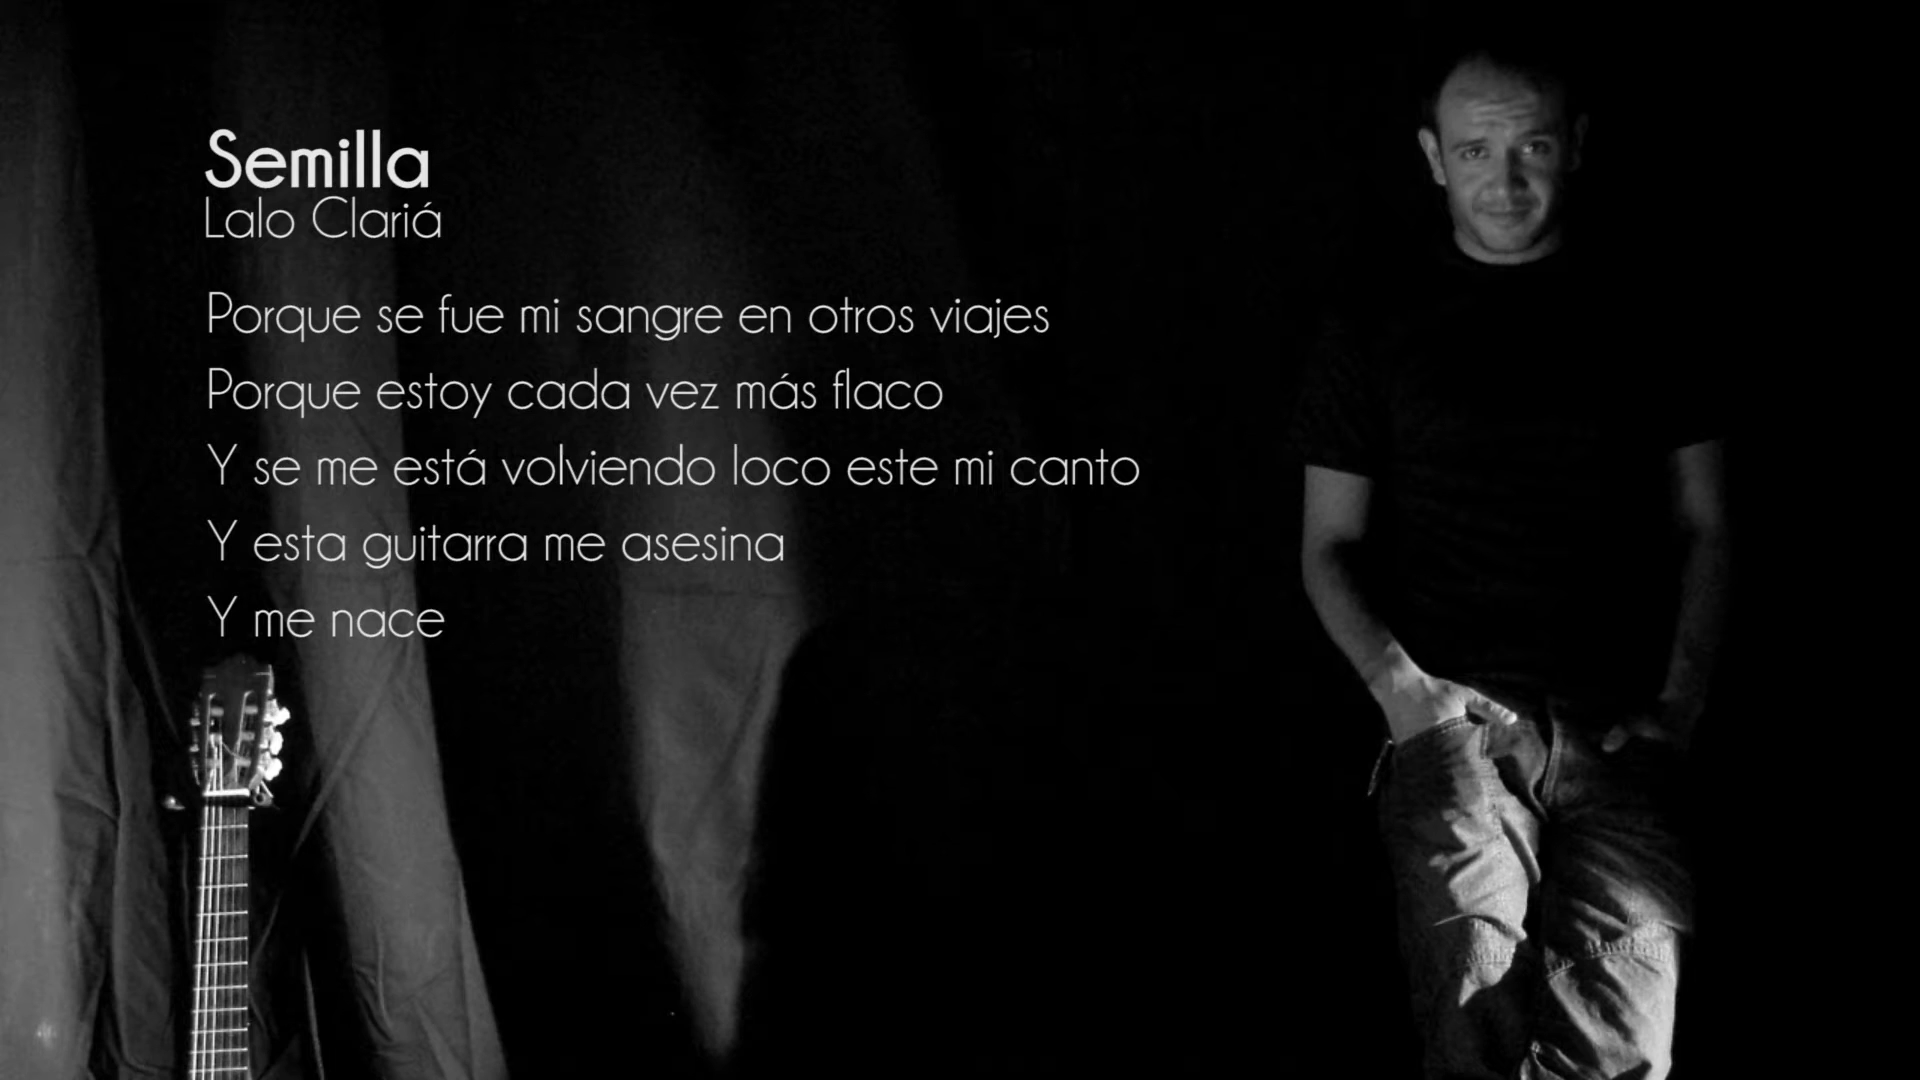 Semilla
Lalo Clariá
Porque se fue mi sangre en otros viajes
Porque estoy cada vez más flaco
Y se me está volviendo loco este mi canto
Y esta guitarra me asesina
Y me nace